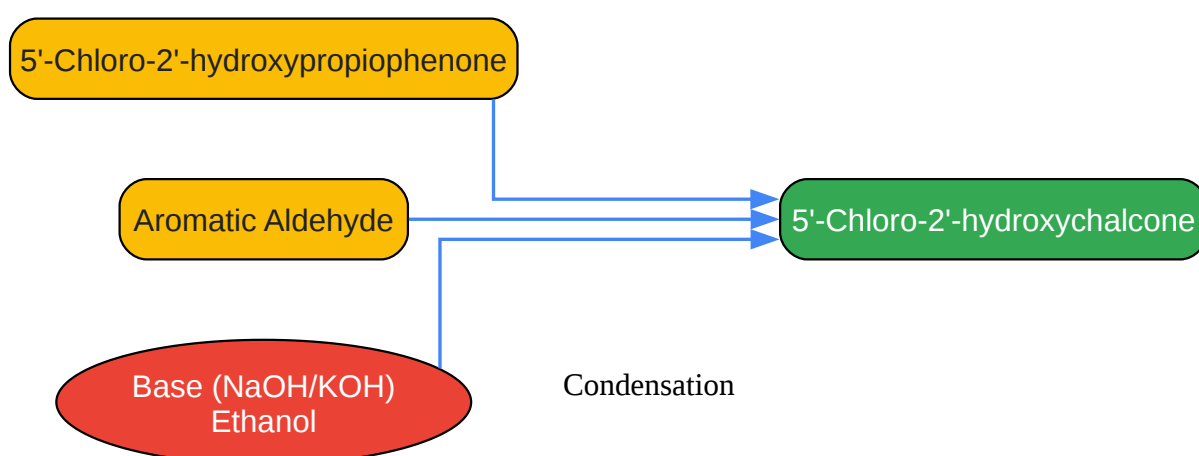 5'-Chloro-2'-hydroxypropiophenone
Aromatic Aldehyde
5'-Chloro-2'-hydroxychalcone
Base (NaOH/KOH)
Ethanol
Condensation